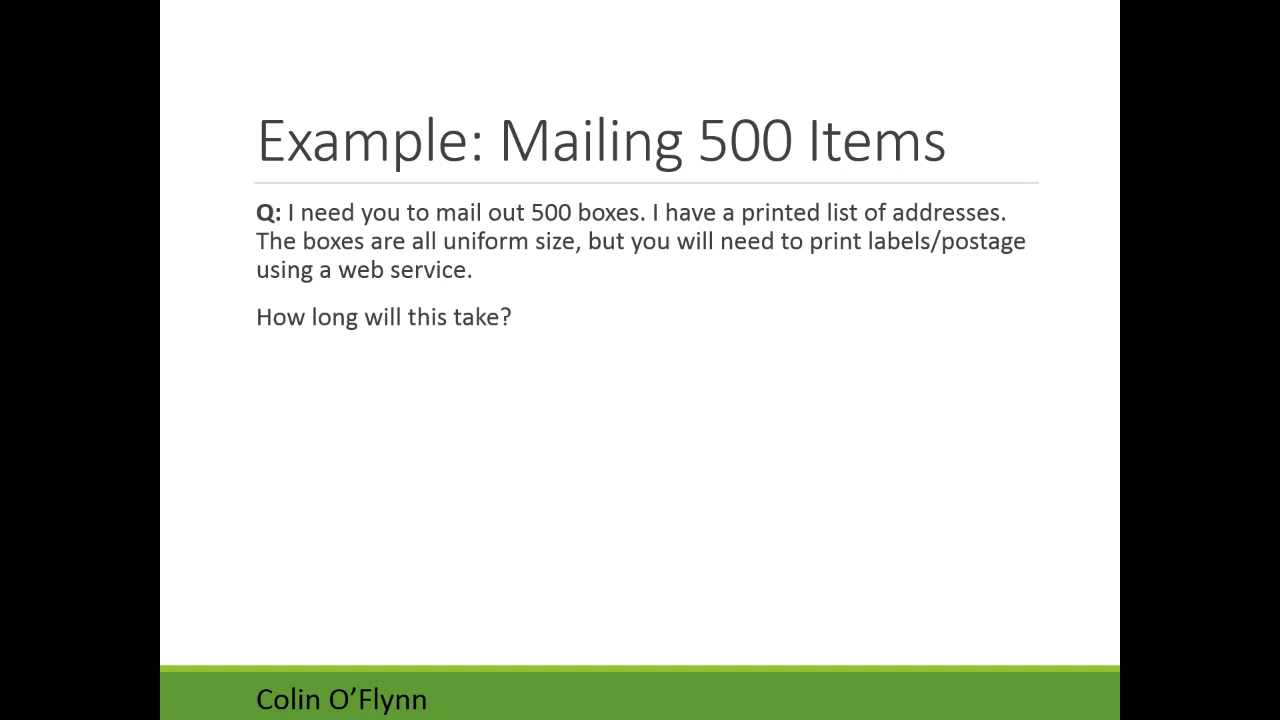 Example: Mailing 500 Items
Q: I need you to mail out 500 boxes. I have a printed list of addresses.
The boxes are all uniform size, but you will need to print labels/postage
using a web service.
How long will this take?
Colin O’Flynn